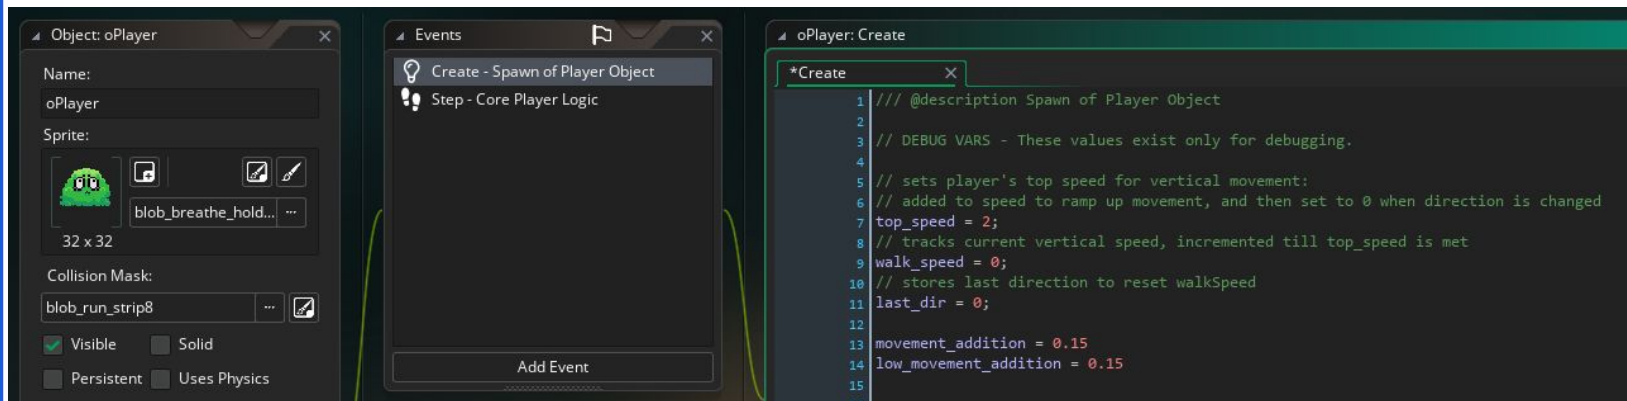 Object: oPlayer
Name:
oPlayer
Sprite:
blob_breathe_hold...
32 x 32
Collision Mask:
blob_run_strip8
Visible
Solid
Persistent
Uses Physics
Events
Create - Spawn of Player Object
Step - Core Player Logic
Add Event
oPlayer: Create
*Create
1 /// @description Spawn of Player Object
2
3 // DEBUG VARS - These values exist only for debugging.
4
5 // sets player's top speed for vertical movement:
6 // added to speed to ramp up movement, and then set to 0 when direction is changed
7 top_speed = 2;
8 // tracks current vertical speed, incremented till top_speed is met
9 walk_speed = 0;
10 // stores last direction to reset walkSpeed
11 last_dir = 0;
12
13 movement_addition = 0.15
14 low_movement_addition = 0.15
15